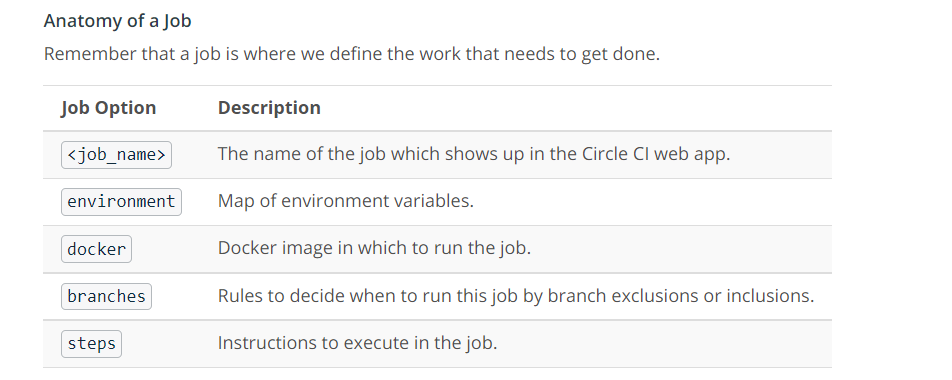 Anatomy of a Job
Remember that a job is where we define the work that needs to get done.
Job Option Description
<job_name> The name of the job which shows up in the Circle CI web app.
environment Map of environment variables.
docker Docker image in which to run the job.
branches Rules to decide when to run this job by branch exclusions or inclusions.
steps Instructions to execute in the job.